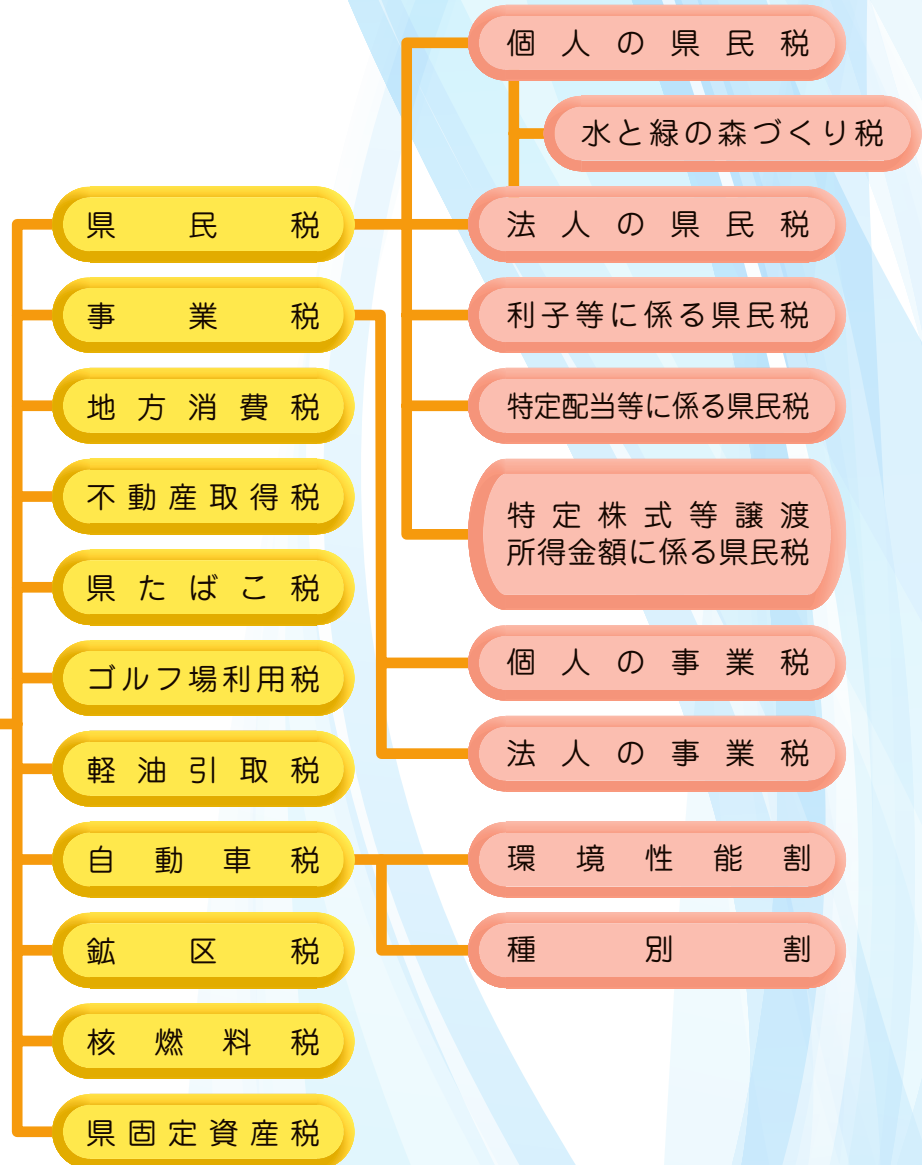 県民税
事業税
地方消費税
不動産取得税
県たばこ税
ゴルフ場利用税
軽油引取税
自動車税
鉱区税
核燃料税
県固定資産税
個人の県民税
水と緑の森づくり税
法人の県民税
利子等に係る県民税
特定配当等に係る県民税
特定株式等譲渡
所得金額に係る県民税
個人の事業税
法人の事業税
環境性能割
種別割